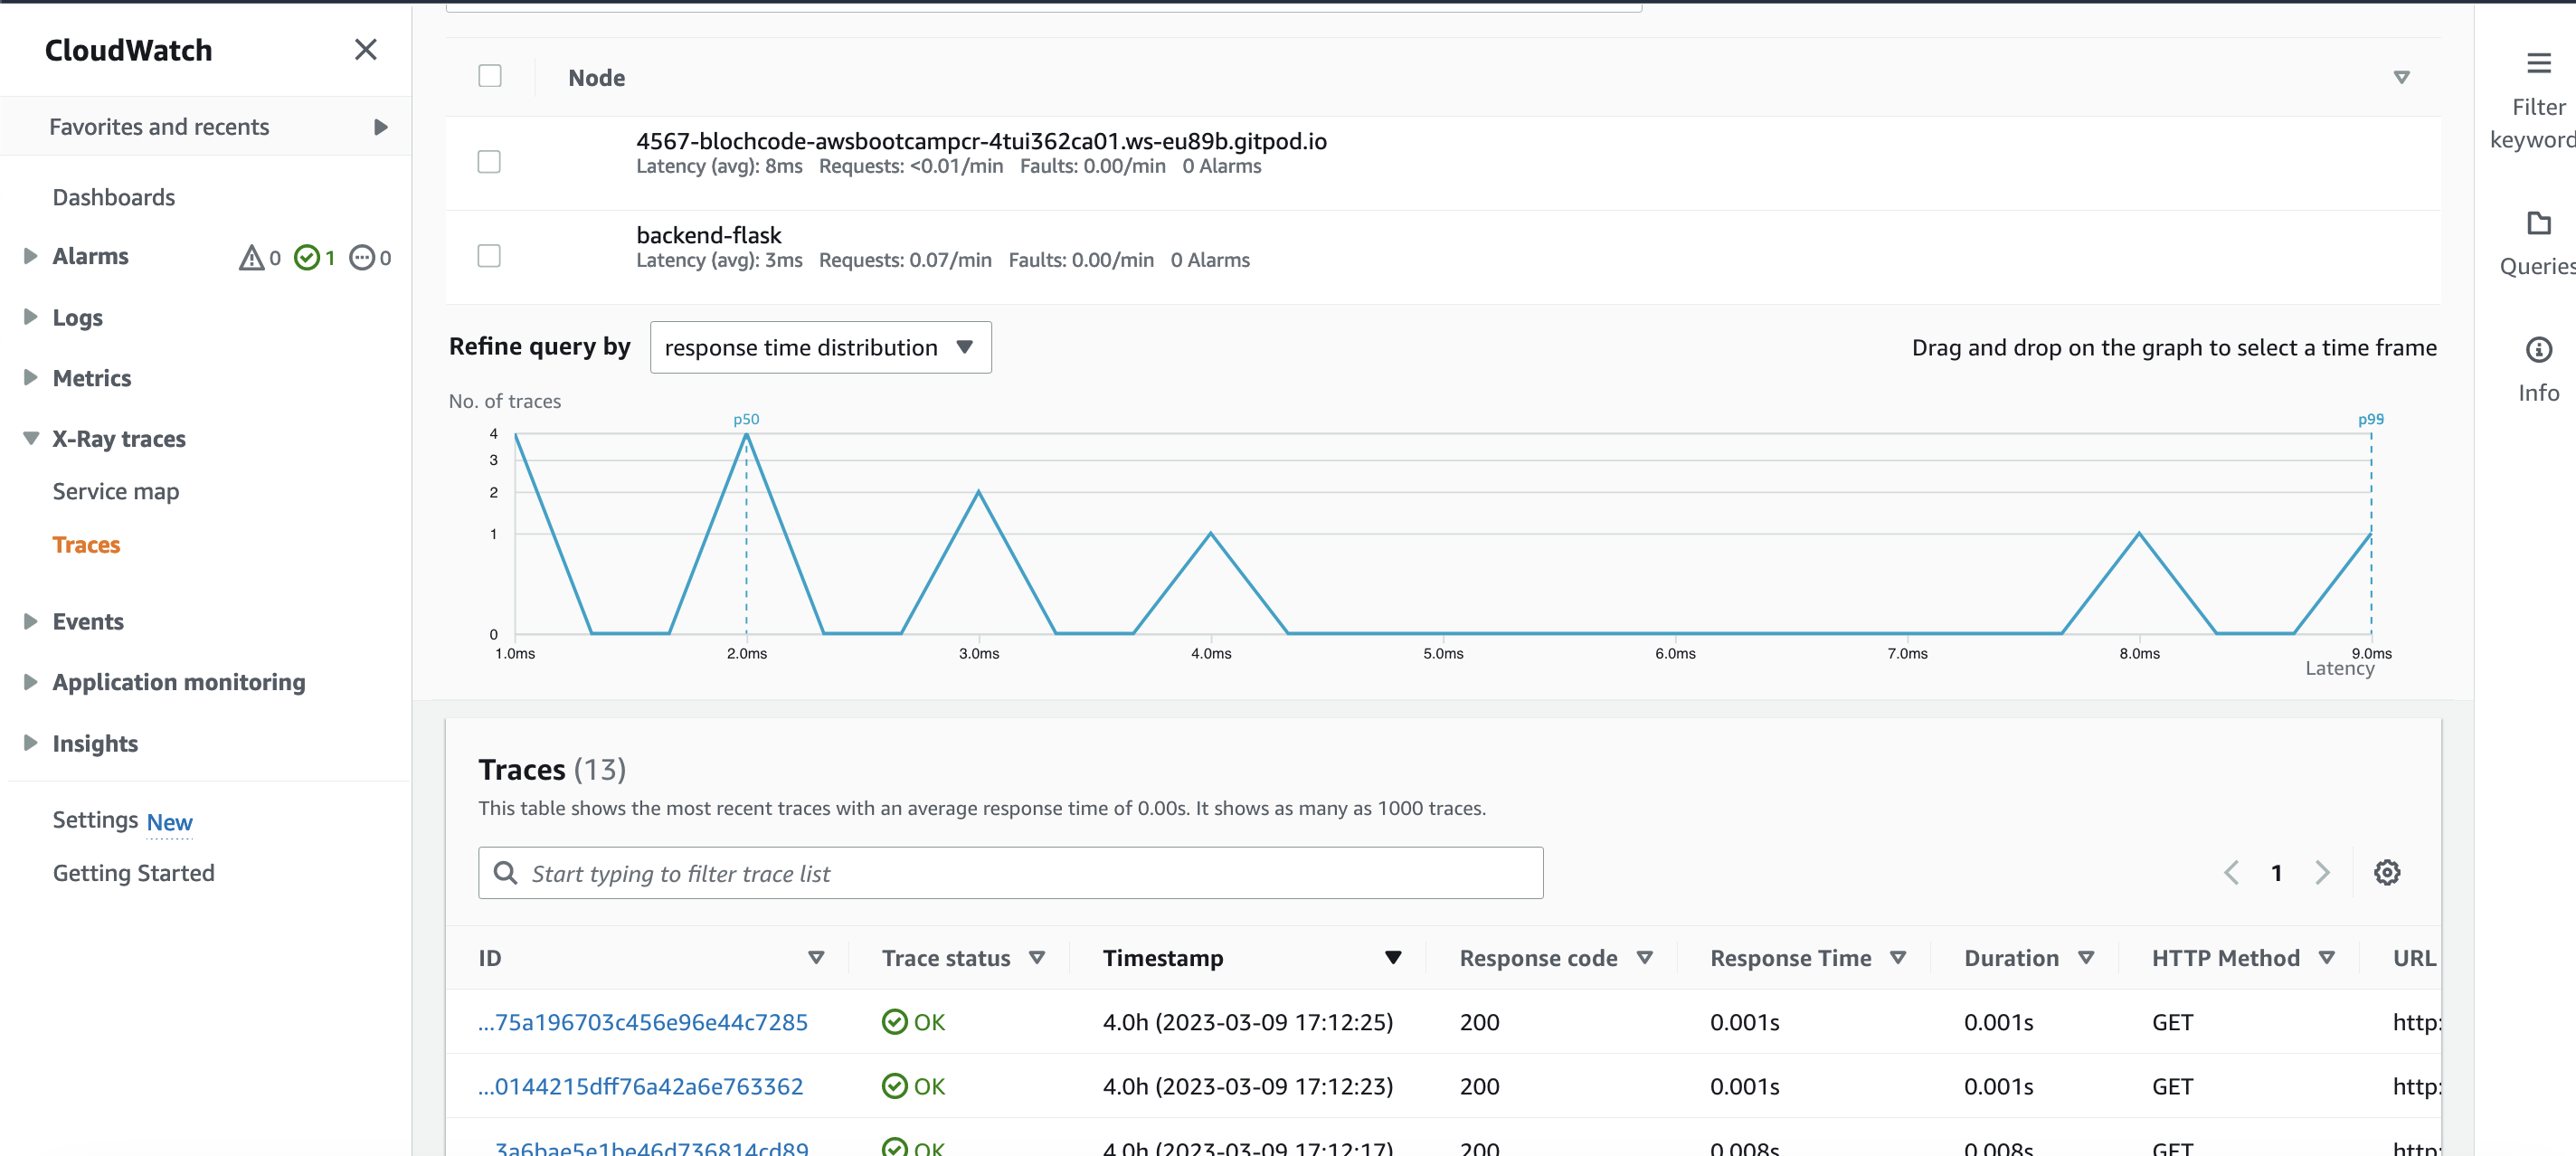 CloudWatch
Favorites and recents
Dashboards
Alarms 0 1 0
Logs
Metrics
X-Ray traces
Service map
Traces
Events
Application monitoring
Insights
Settings New
Getting Started
Node
4567-blochcode-awsbootcampcr-4tui362ca01.ws-eu89b.gitpod.io
Latency (avg): 8ms Requests: <0.01/min Faults: 0.00/min 0 Alarms
backend-flask
Latency (avg): 3ms Requests: 0.07/min Faults: 0.00/min 0 Alarms
Refine query by response time distribution Drag and drop on the graph to select a time frame
No. of traces
p50 p99
4
3
2
1
0
1.0ms 2.0ms 3.0ms 4.0ms 5.0ms 6.0ms 7.0ms 8.0ms 9.0ms
Latency
Traces (13)
This table shows the most recent traces with an average response time of 0.00s. It shows as many as 1000 traces.
Start typing to filter trace list 1
ID Trace status Timestamp Response code Response Time Duration HTTP Method URL
...75a196703c456e96e44c7285 OK 4.0h (2023-03-09 17:12:25) 200 0.001s 0.001s GET http:
...0144215dff76a42a6e763362 OK 4.0h (2023-03-09 17:12:23) 200 0.001s 0.001s GET http:
3a6bae5e1be46d736814cd89 OK 4.0h (2023-03-09 17:12:17) 200 0.008s 0.008s GET http:
Filter
keyword
Queries
Info